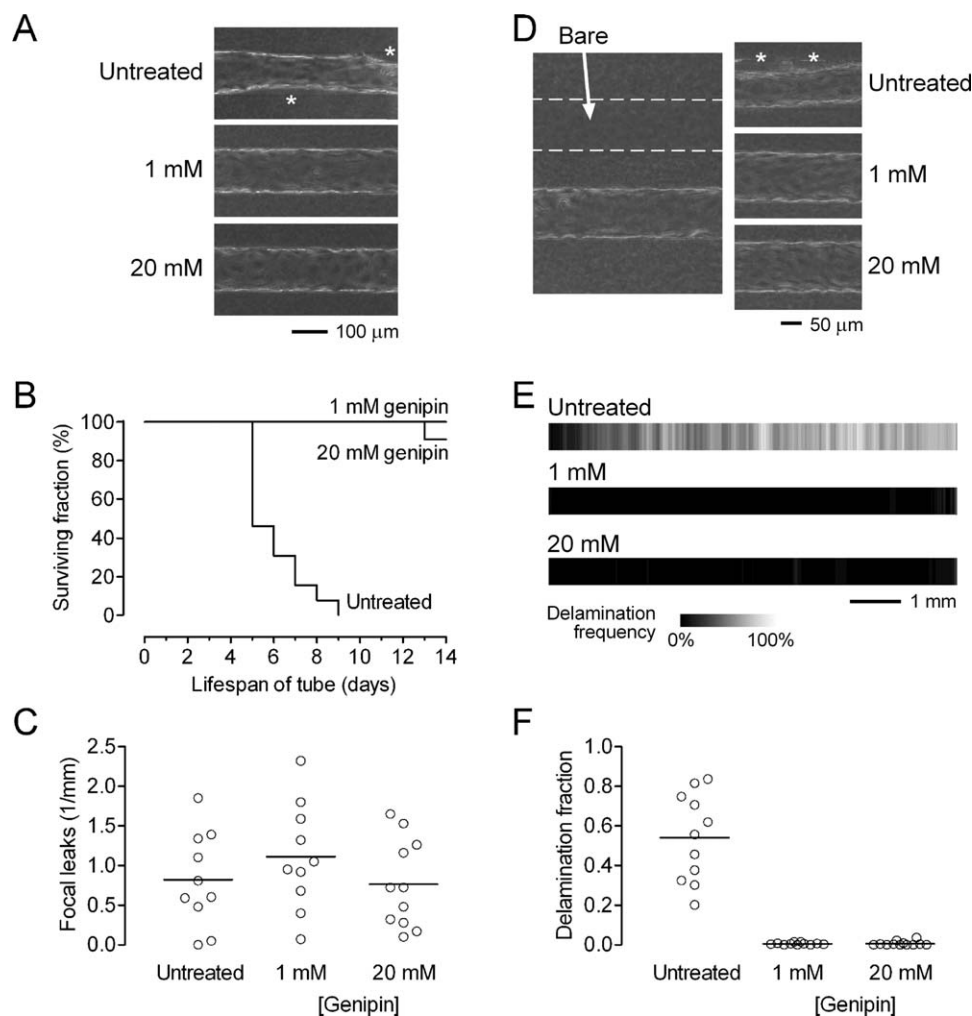 A
Untreated
*
*
1 mM
20 mM
100 μm
B
Surviving fraction (%)
100
80
60
40
20
0
1 mM genipin
20 mM genipin
Untreated
0 2 4 6 8 10 12 14
Lifespan of tube (days)
C
Focal leaks (1/mm)
2.5
2.0
1.5
1.0
0.5
0.0
Untreated 1 mM 20 mM
[Genipin]
D
Bare
* *
Untreated
1 mM
20 mM
50 μm
E
Untreated
1 mM
20 mM
1 mm
Delamination
frequency
0% 100%
F
Delamination fraction
1.0
0.8
0.6
0.4
0.2
0.0
Untreated 1 mM 20 mM
[Genipin]